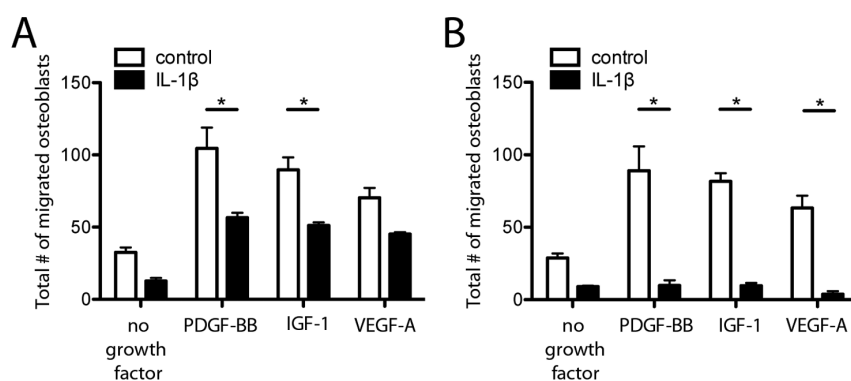 A
control
IL-1β
Total # of migrated osteoblasts
150
100
50
0
*
*
no
growth
factor
PDGF-BB
IGF-1
VEGF-A
B
control
IL-1β
Total # of migrated osteoblasts
150
100
50
0
*
*
*
no
growth
factor
PDGF-BB
IGF-1
VEGF-A